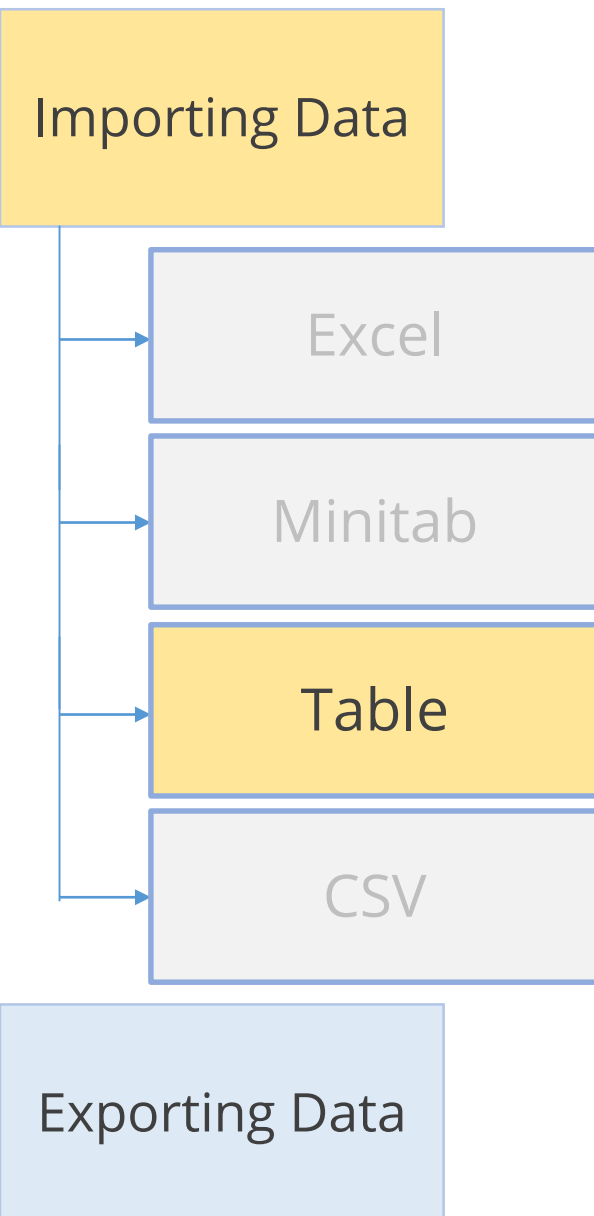 Importing Data
Excel
Minitab
Table
CSV
Exporting Data